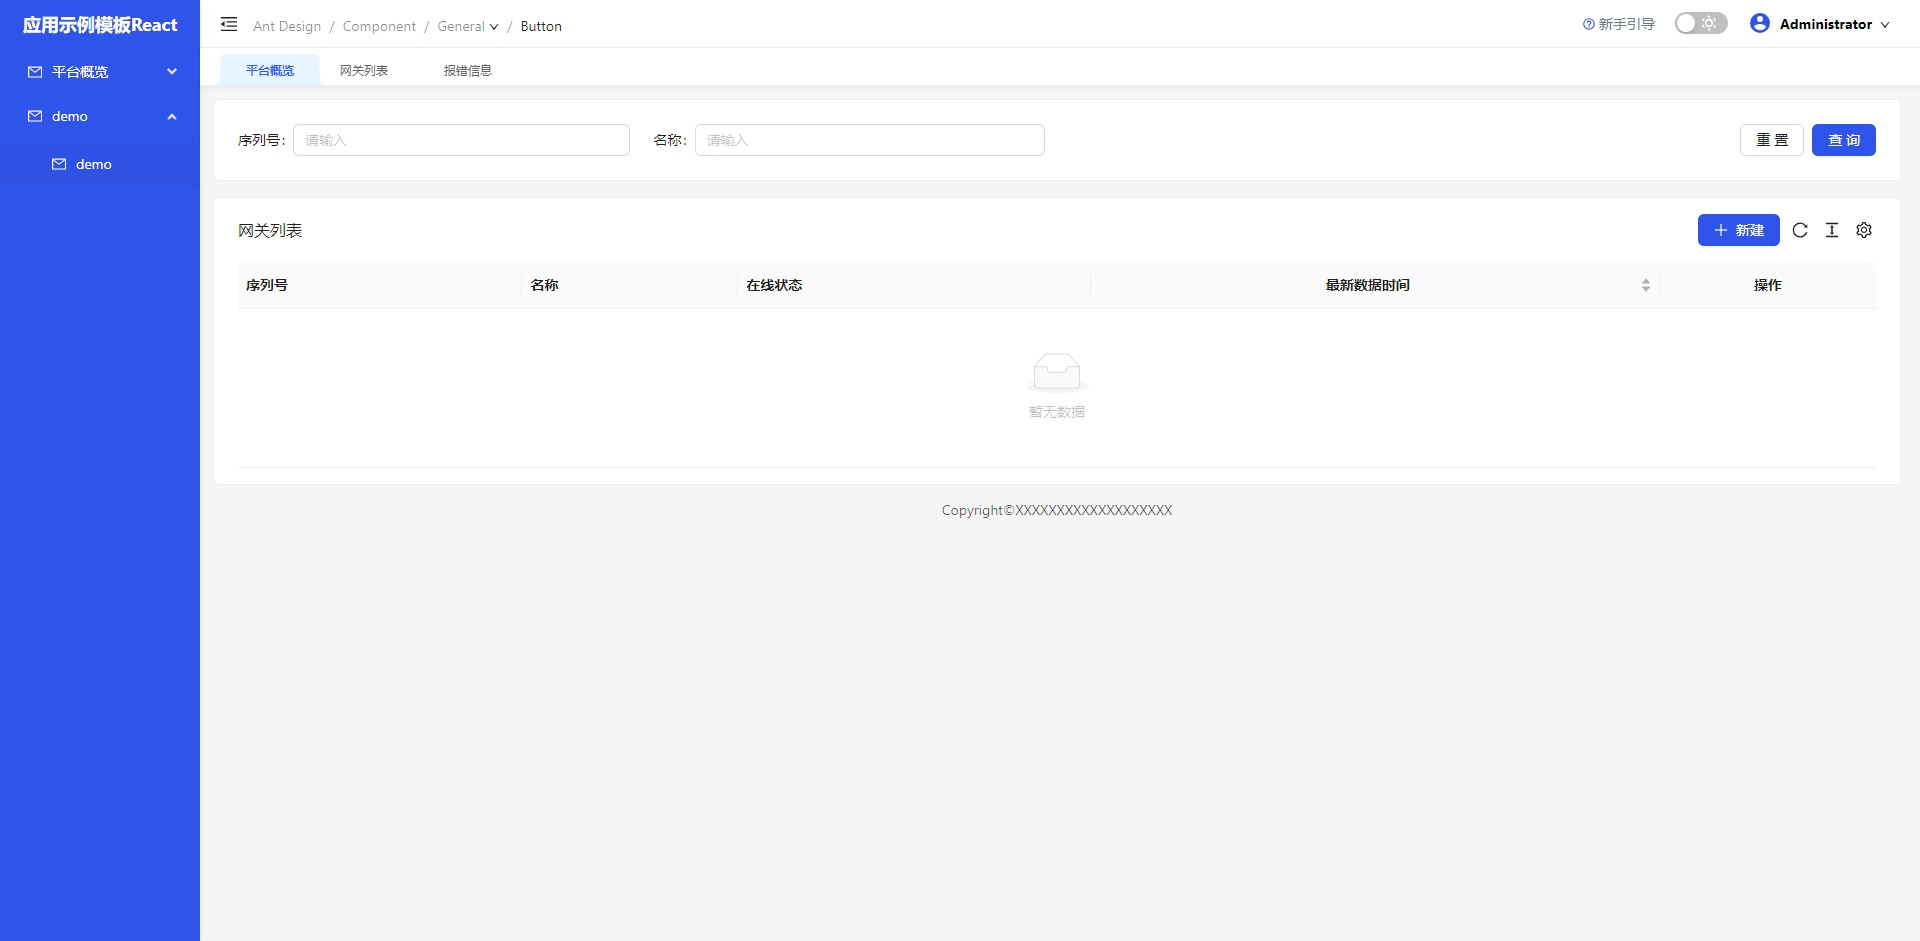 应用示例模板React
平台概览
demo
demo
Ant Design / Component / General / Button
新手引导
Administrator
平台概览 网关列表 报错信息
序列号: 请输入 名称: 请输入 重 置 查 询
网关列表 新建
序列号 名称 在线状态 最新数据时间 操作
暂无数据
Copyright©XXXXXXXXXXXXXXXXXXX